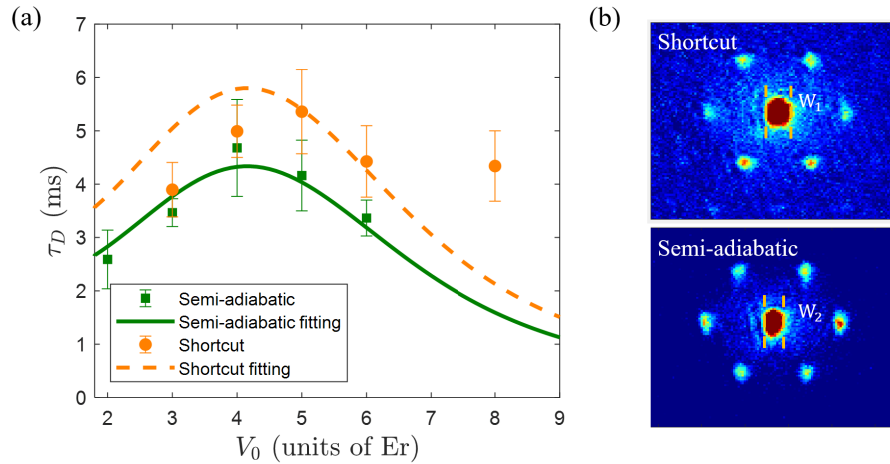 (a)
7
6
5
4
3
2
1
0
τD (ms)
2 3 4 5 6 7 8 9
V0 (units of Er)
Semi-adiabatic
Semi-adiabatic fitting
Shortcut
Shortcut fitting
(b)
Shortcut
W1
Semi-adiabatic
W2